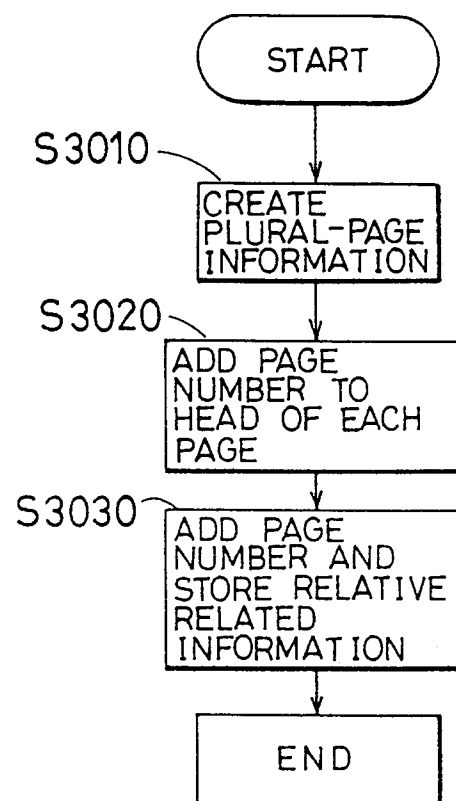 START
S3010
CREATE
PLURAL-PAGE
INFORMATION
S3020
ADD PAGE
NUMBER TO
HEAD OF EACH
PAGE
S3030
ADD PAGE
NUMBER AND
STORE RELATIVE
RELATED
INFORMATION
END